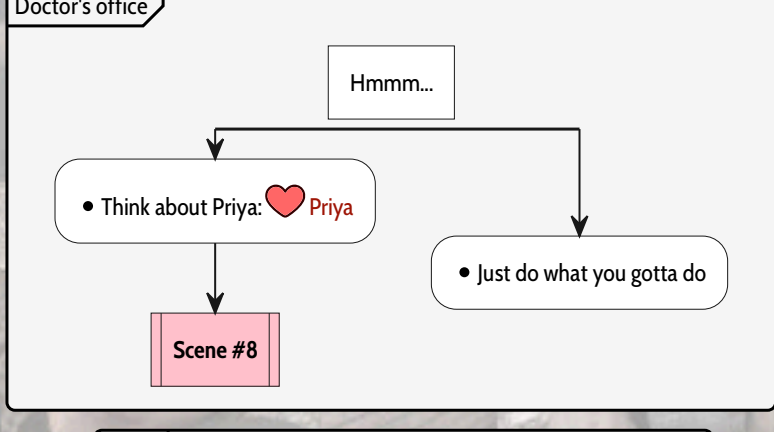 Doctor's office
Hmmm...
• Think about Priya: Priya
• Just do what you gotta do
Scene #8